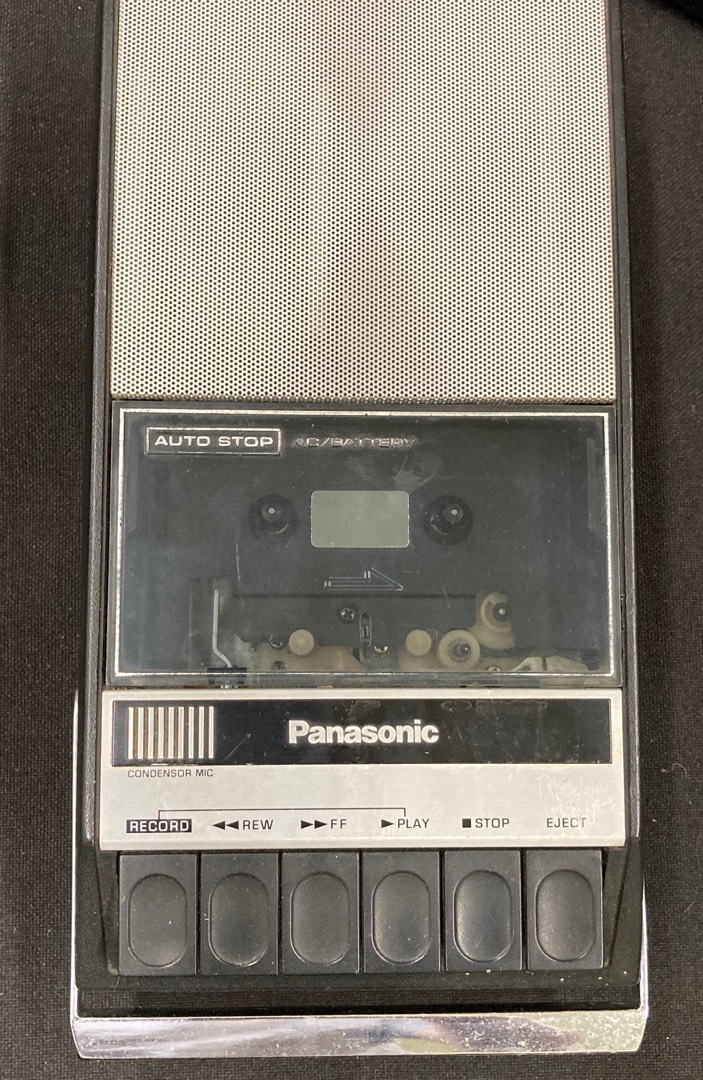 AUTO STOP AC/BATTERY
Panasonic
CONDENSOR MIC
RECORD ◀◀REW ▶▶FF ▶PLAY ■STOP EJECT